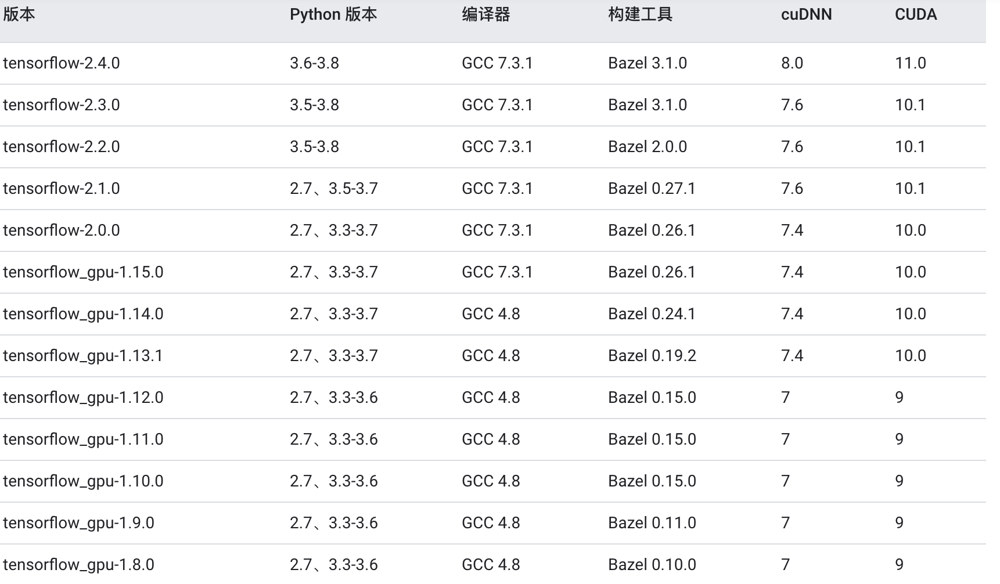 版本 Python 版本 编译器 构建工具 cuDNN CUDA
tensorflow-2.4.0 3.6-3.8 GCC 7.3.1 Bazel 3.1.0 8.0 11.0
tensorflow-2.3.0 3.5-3.8 GCC 7.3.1 Bazel 3.1.0 7.6 10.1
tensorflow-2.2.0 3.5-3.8 GCC 7.3.1 Bazel 2.0.0 7.6 10.1
tensorflow-2.1.0 2.7、3.5-3.7 GCC 7.3.1 Bazel 0.27.1 7.6 10.1
tensorflow-2.0.0 2.7、3.3-3.7 GCC 7.3.1 Bazel 0.26.1 7.4 10.0
tensorflow_gpu-1.15.0 2.7、3.3-3.7 GCC 7.3.1 Bazel 0.26.1 7.4 10.0
tensorflow_gpu-1.14.0 2.7、3.3-3.7 GCC 4.8 Bazel 0.24.1 7.4 10.0
tensorflow_gpu-1.13.1 2.7、3.3-3.7 GCC 4.8 Bazel 0.19.2 7.4 10.0
tensorflow_gpu-1.12.0 2.7、3.3-3.6 GCC 4.8 Bazel 0.15.0 7 9
tensorflow_gpu-1.11.0 2.7、3.3-3.6 GCC 4.8 Bazel 0.15.0 7 9
tensorflow_gpu-1.10.0 2.7、3.3-3.6 GCC 4.8 Bazel 0.15.0 7 9
tensorflow_gpu-1.9.0 2.7、3.3-3.6 GCC 4.8 Bazel 0.11.0 7 9
tensorflow_gpu-1.8.0 2.7、3.3-3.6 GCC 4.8 Bazel 0.10.0 7 9